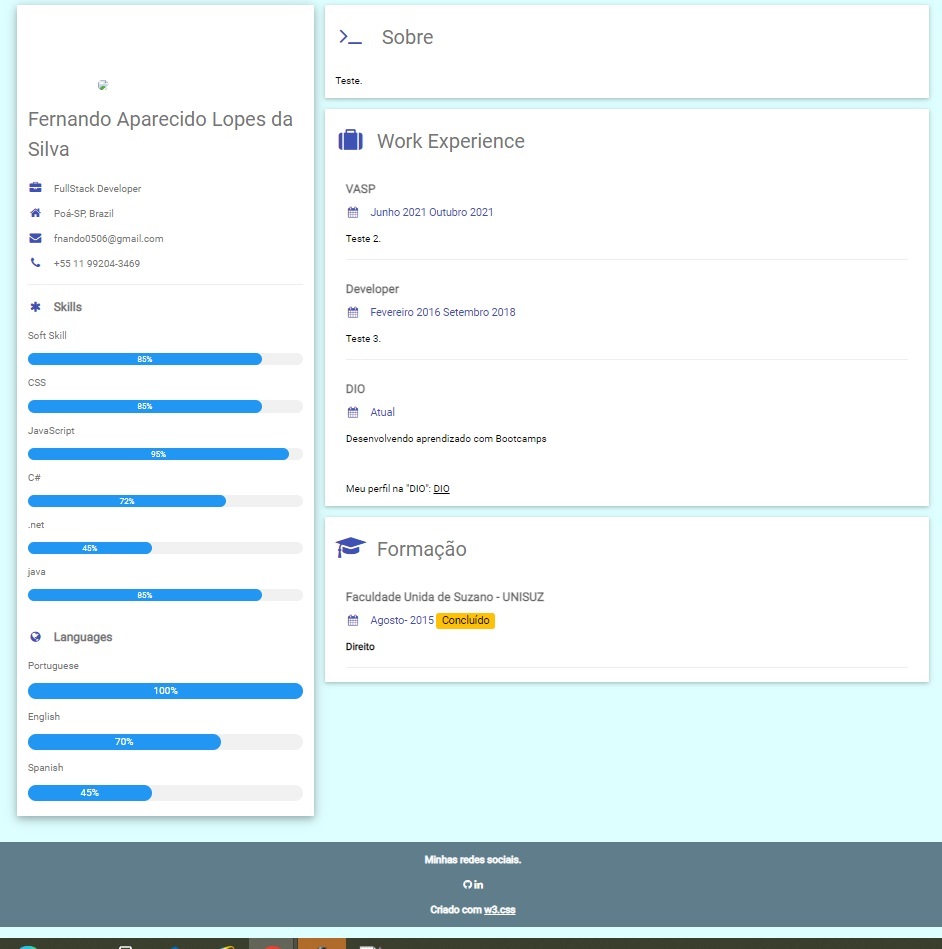 Fernando Aparecido Lopes da
Silva
FullStack Developer
Poá-SP, Brazil
fnando0506@gmail.com
+55 11 99204-3469
Skills
Soft Skill
85%
CSS
85%
JavaScript
95%
C#
72%
.net
45%
java
85%
Languages
Portuguese
100%
English
70%
Spanish
45%
Sobre
Teste.
Work Experience
VASP
Junho 2021 Outubro 2021
Teste 2.
Developer
Fevereiro 2016 Setembro 2018
Teste 3.
DIO
Atual
Desenvolvendo aprendizado com Bootcamps
Meu perfil na "DIO": DIO
Formação
Faculdade Unida de Suzano - UNISUZ
Agosto- 2015 Concluído
Direito
Minhas redes sociais.
Criado com w3.css